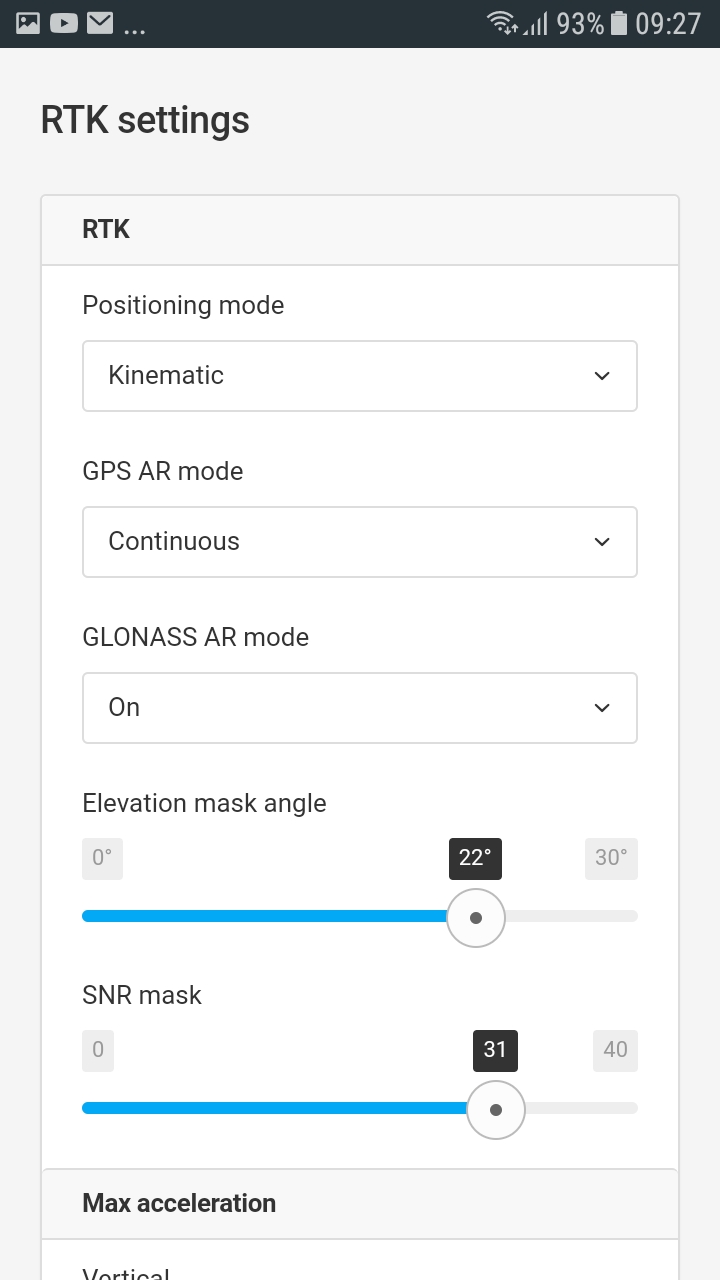 ... 93% 09:27
RTK settings
RTK
Positioning mode
Kinematic
GPS AR mode
Continuous
GLONASS AR mode
On
Elevation mask angle
0° 22° 30°
SNR mask
0 31 40
Max acceleration
Vertical